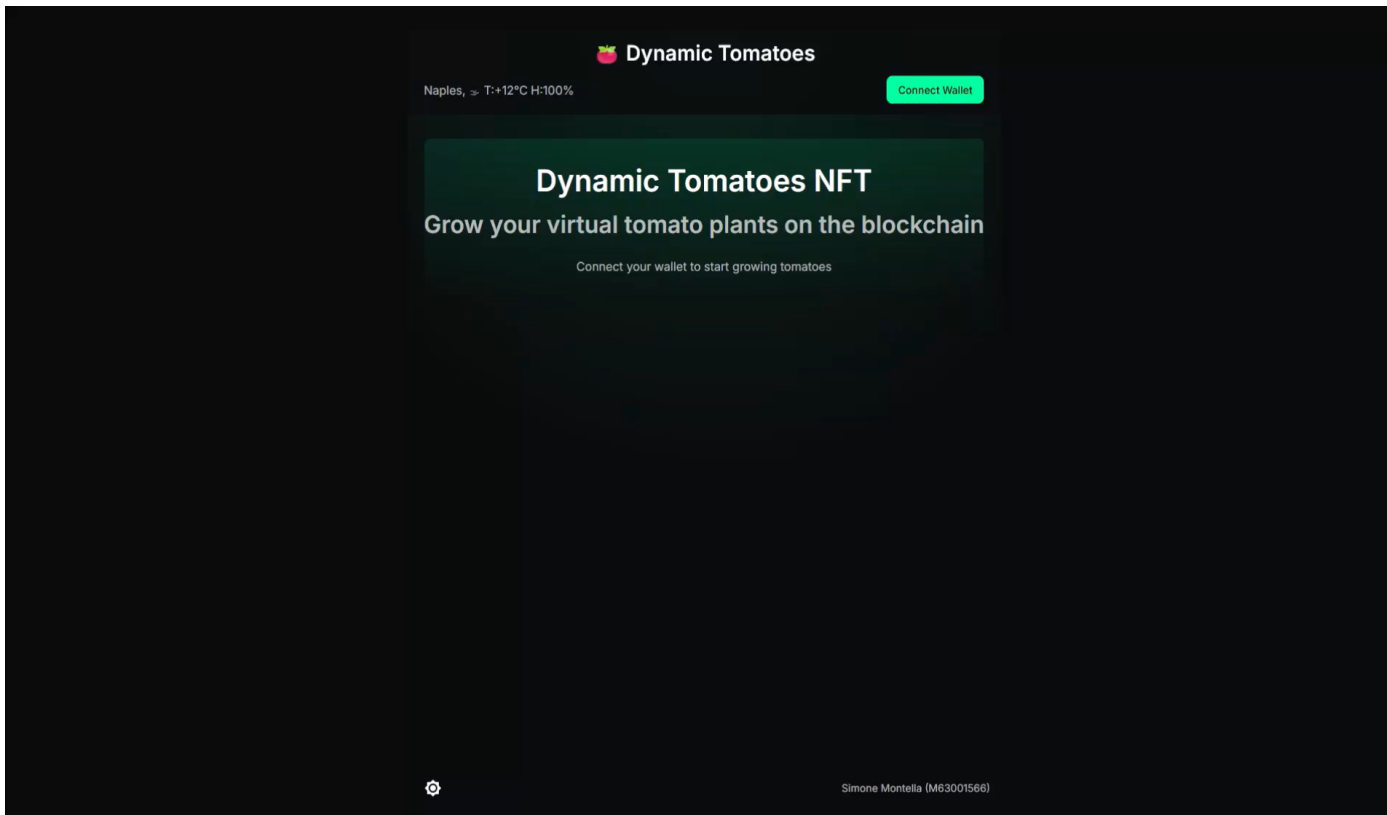 Dynamic Tomatoes
Naples, T:+12°C H:100%
Connect Wallet
Dynamic Tomatoes NFT
Grow your virtual tomato plants on the blockchain
Connect your wallet to start growing tomatoes
Simone Montella (M63001566)